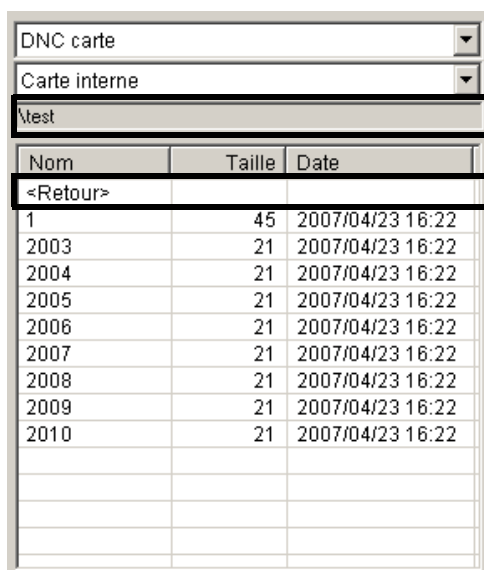 DNC carte
Carte interne
\test
Nom Taille Date
<Retour>
1 45 2007/04/23 16:22
2003 21 2007/04/23 16:22
2004 21 2007/04/23 16:22
2005 21 2007/04/23 16:22
2006 21 2007/04/23 16:22
2007 21 2007/04/23 16:22
2008 21 2007/04/23 16:22
2009 21 2007/04/23 16:22
2010 21 2007/04/23 16:22